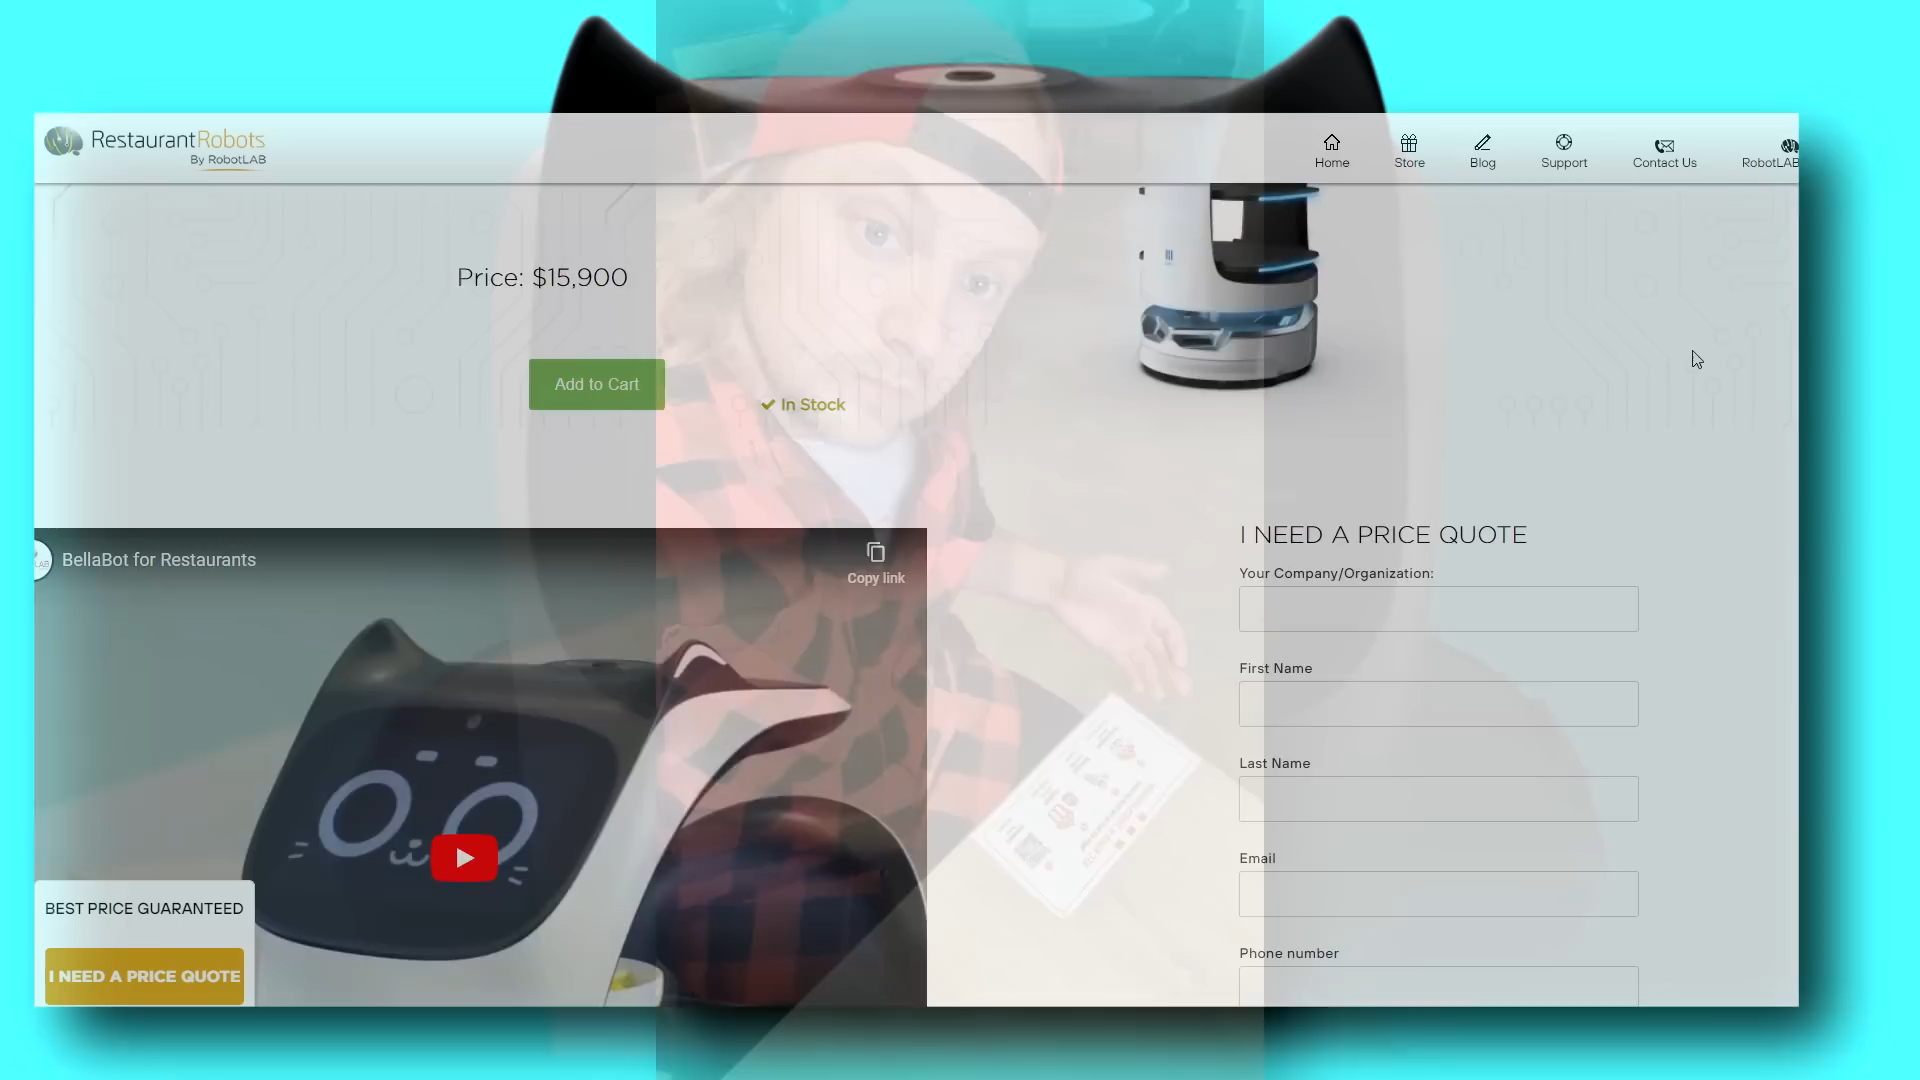 RestaurantRobots
By RobotLAB
Home
Store
Blog
Support
Contact Us
RobotLAB
Price: $15,900
Add to Cart
In Stock
BellaBot for Restaurants
Copy link
BEST PRICE GUARANTEED
I NEED A PRICE QUOTE
I NEED A PRICE QUOTE
Your Company/Organization:
First Name
Last Name
Email
Phone number